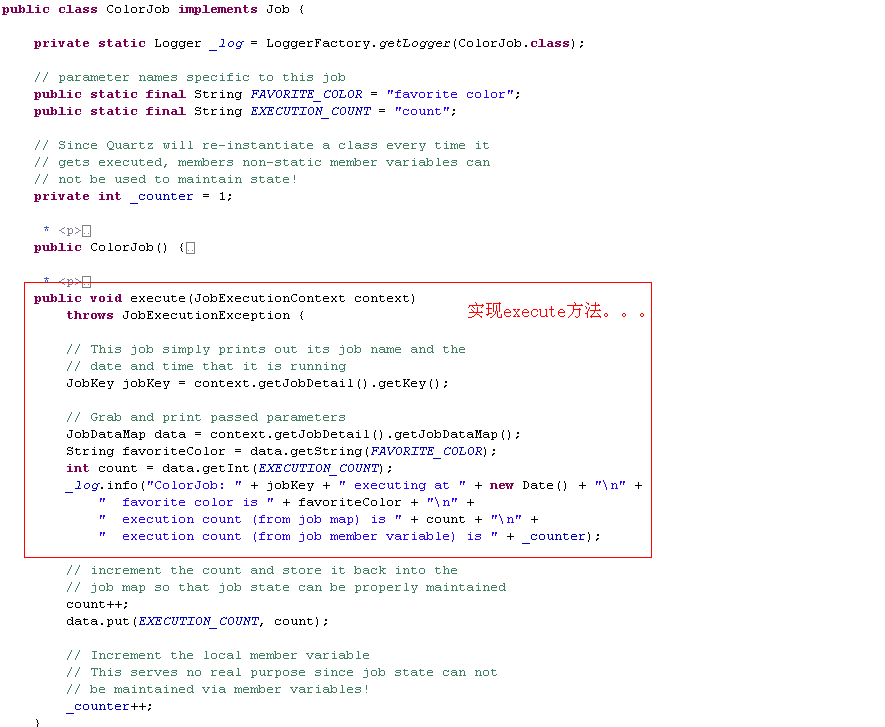 public class ColorJob implements Job {
private static Logger _log = LoggerFactory.getLogger(ColorJob.class);
// parameter names specific to this job
public static final String FAVORITE_COLOR = "favorite color";
public static final String EXECUTION_COUNT = "count";
// Since Quartz will re-instantiate a class every time it
// gets executed, members non-static member variables can
// not be used to maintain state!
private int _counter = 1;
* <p>
public ColorJob() {
* <p>
public void execute(JobExecutionContext context)
实现execute方法。。。
throws JobExecutionException {
// This job simply prints out its job name and the
// date and time that it is running
JobKey jobKey = context.getJobDetail().getKey();
// Grab and print passed parameters
JobDataMap data = context.getJobDetail().getJobDataMap();
String favoriteColor = data.getString(FAVORITE_COLOR);
int count = data.getInt(EXECUTION_COUNT);
_log.info("ColorJob: " + jobKey + " executing at " + new Date() + "\n" +
"  favorite color is " + favoriteColor + "\n" +
"  execution count (from job map) is " + count + "\n" +
"  execution count (from job member variable) is " + _counter);
// increment the count and store it back into the
// job map so that job state can be properly maintained
count++;
data.put(EXECUTION_COUNT, count);
// Increment the local member variable
// This serves no real purpose since job state can not
// be maintained via member variables!
_counter++;
}